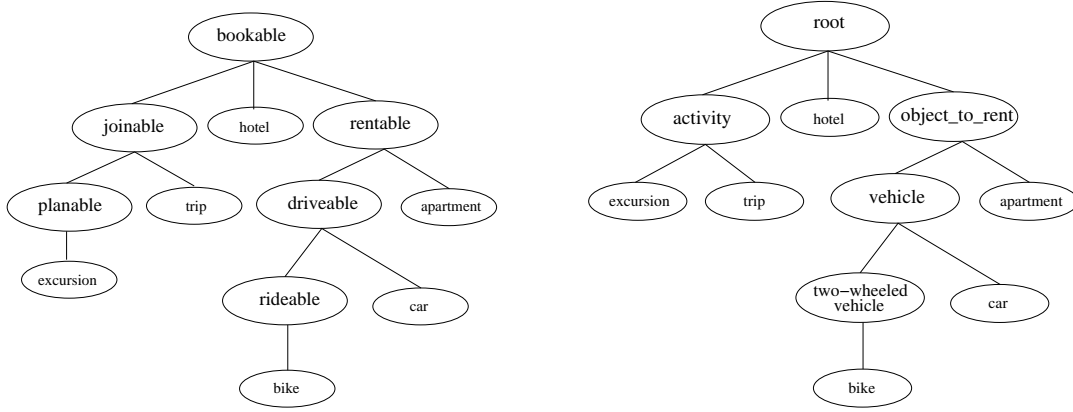 bookable
joinable
hotel
rentable
planable
trip
driveable
apartment
excursion
rideable
car
bike
root
activity
hotel
object_to_rent
excursion
trip
vehicle
apartment
two-wheeled
vehicle
car
bike